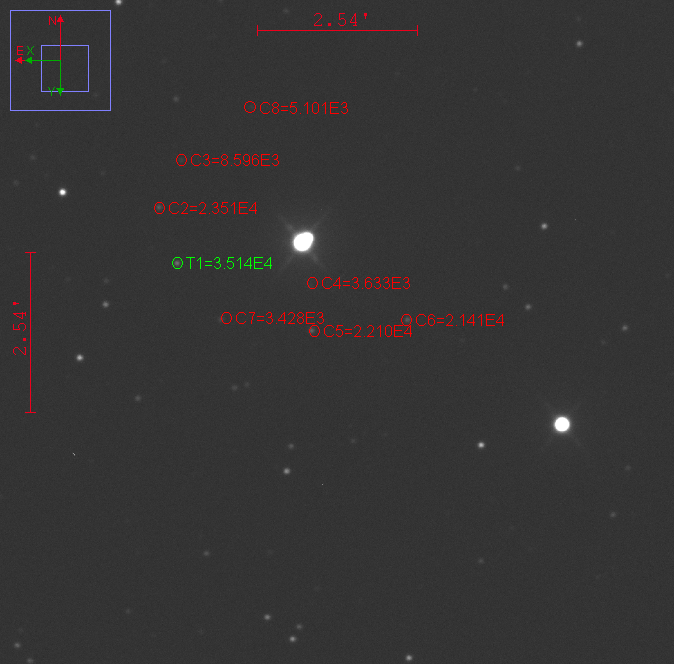 N
2.54'
E X
Y
C8=5.101E3
C3=8.596E3
C2=2.351E4
T1=3.514E4
C4=3.633E3
2.54'
C7=3.428E3
C6=2.141E4
C5=2.210E4